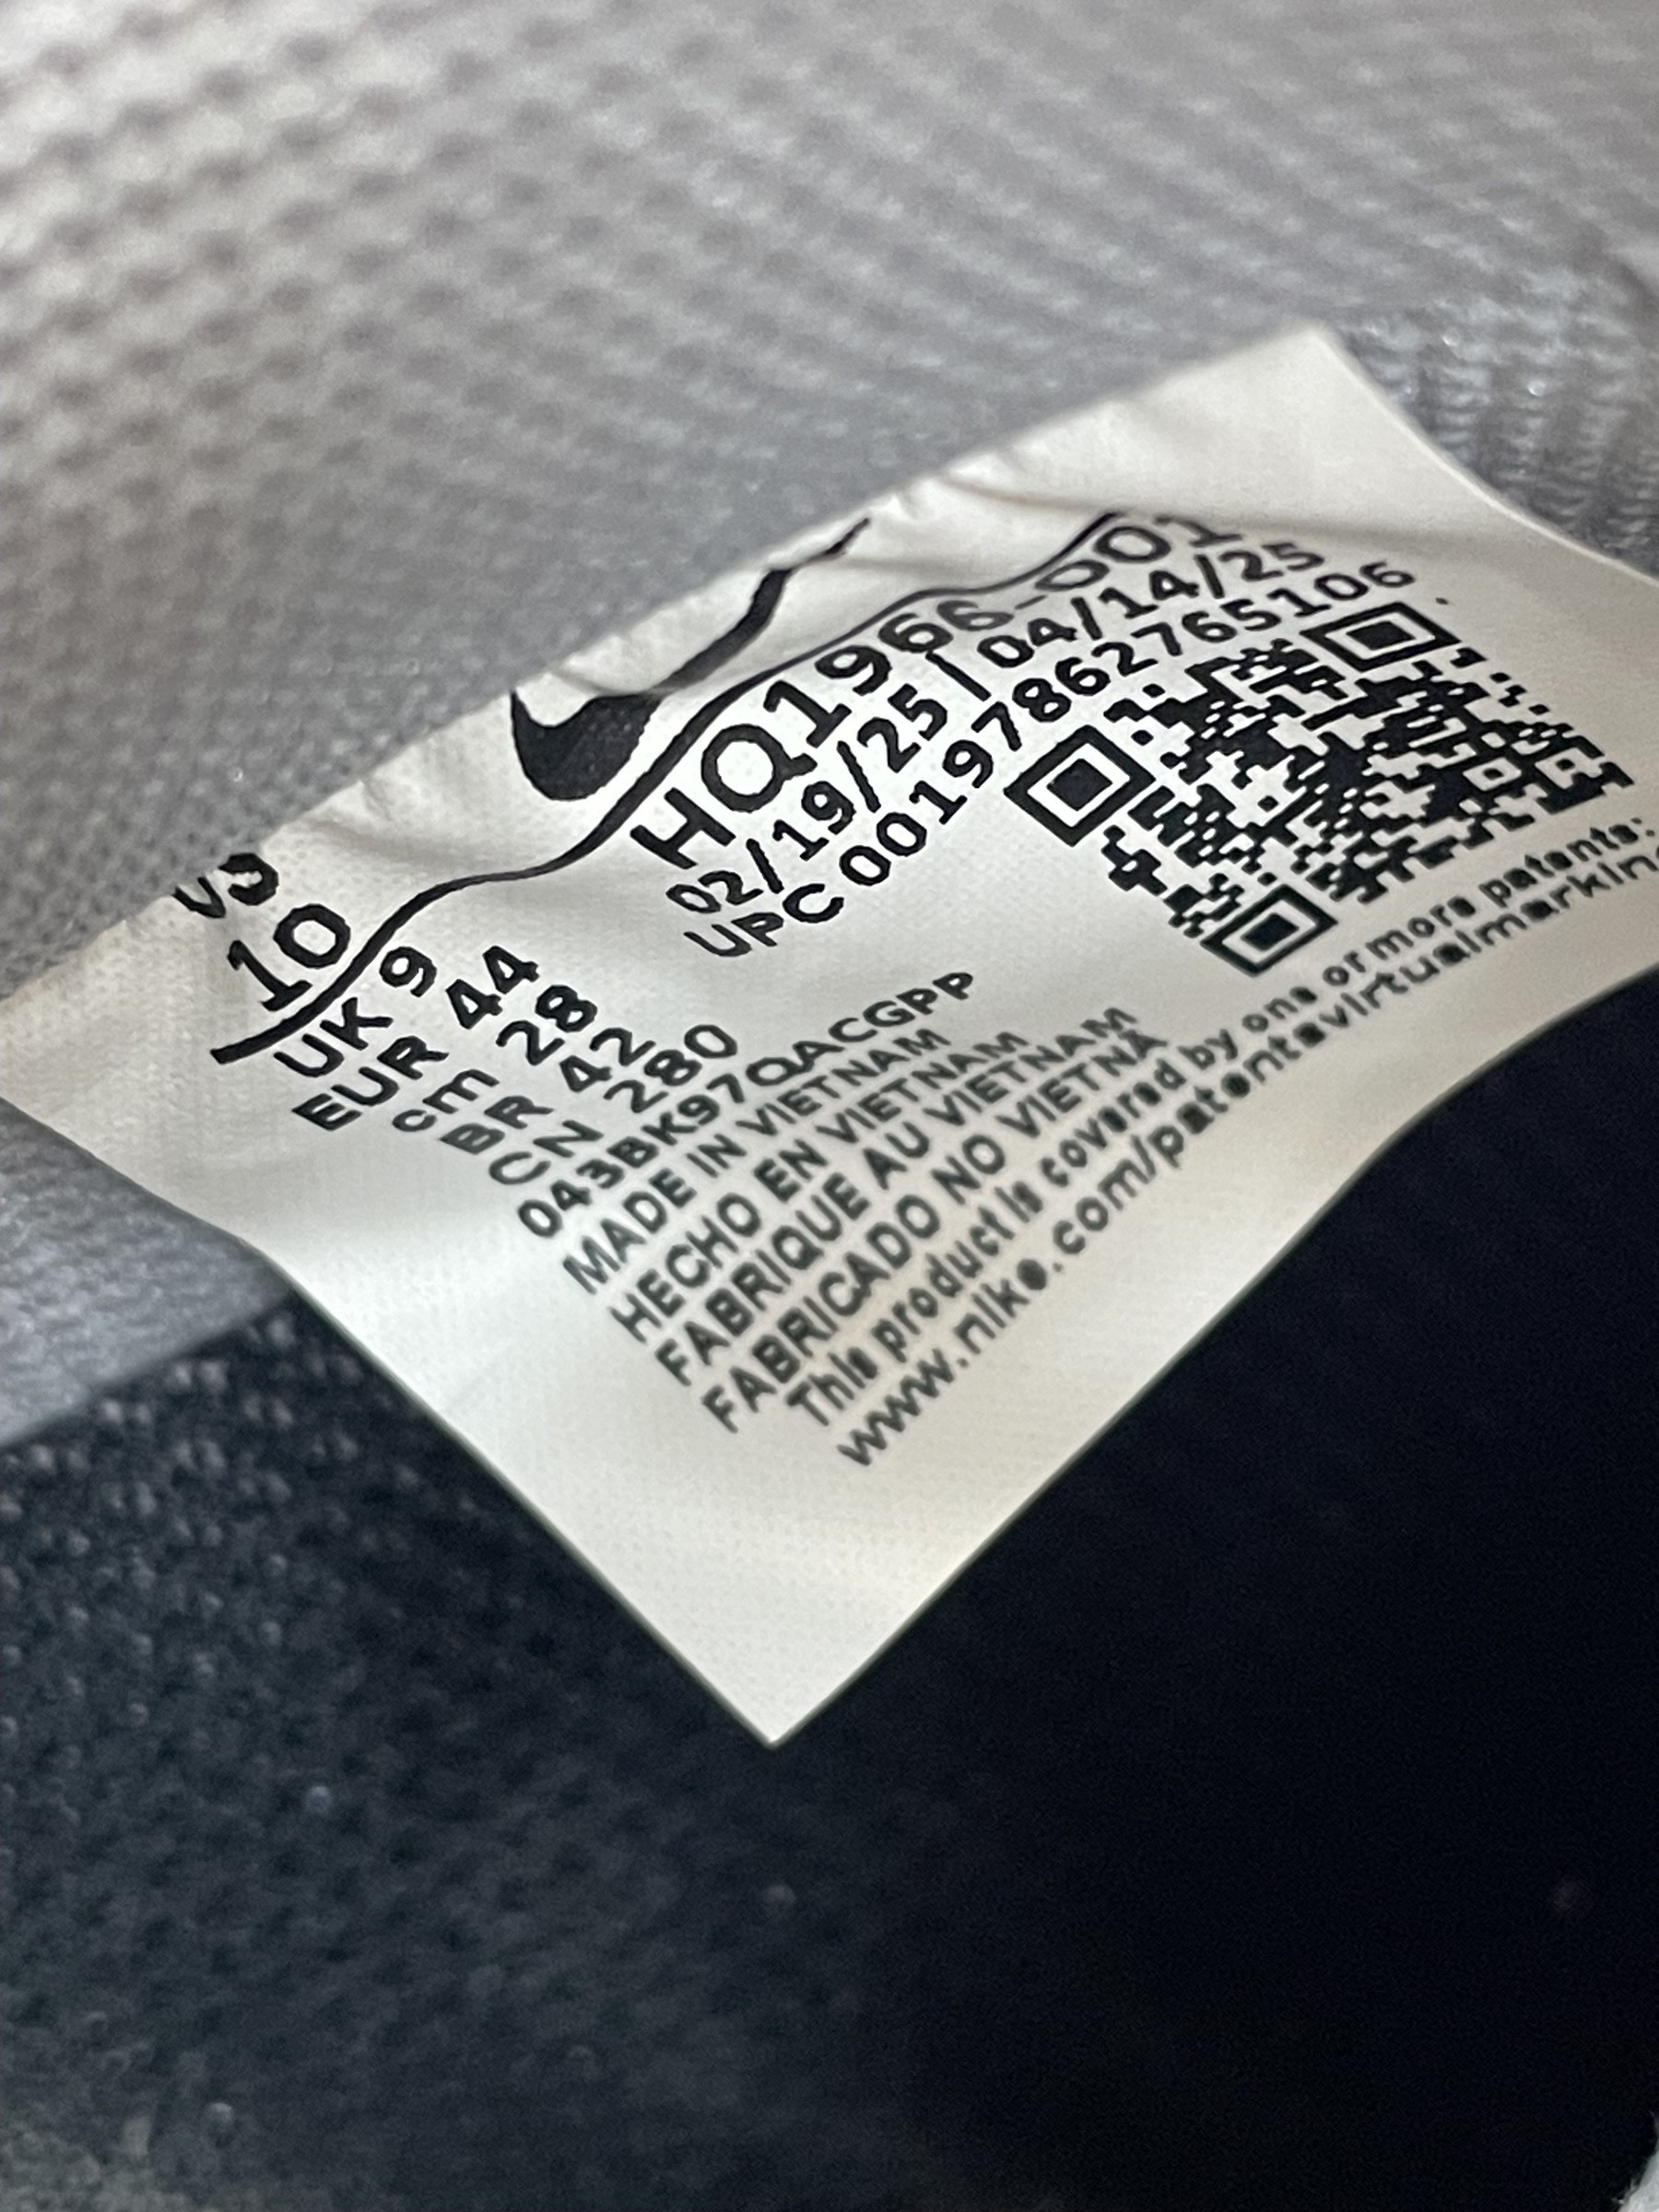 US
10
UK 9
EUR 44
cm 28
BR 42
CN 280
HQ1966-001
02/19/25 | 04/14/25
UPC 00197862765106
043BK97QACGPP
MADE IN VIETNAM
HECHO EN VIETNAM
FABRIQUE AU VIETNAM
FABRICADO NO VIETNÃ
This product is covered by one or more patents:
www.nike.com/patentavirtualmarking